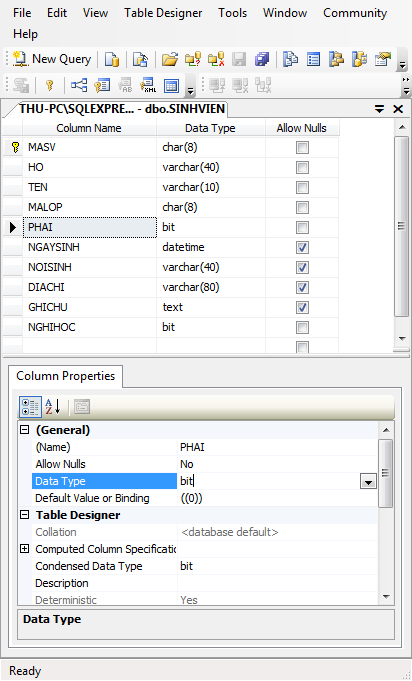 File Edit View Table Designer Tools Window Community
Help
New Query
THU-PC\SQLEXPRE... - dbo.SINHVIEN
Column Name Data Type Allow Nulls
MASV char(8)
HO varchar(40)
TEN varchar(10)
MALOP char(8)
PHAI bit
NGAYSINH datetime
NOISINH varchar(40)
DIACHI varchar(80)
GHICHU text
NGHIHOC bit
Column Properties
(General)
(Name) PHAI
Allow Nulls No
Data Type bit
Default Value or Binding ((0))
Table Designer
Collation <database default>
Computed Column Specificatio
Condensed Data Type bit
Description
Deterministic Yes
Data Type
Ready